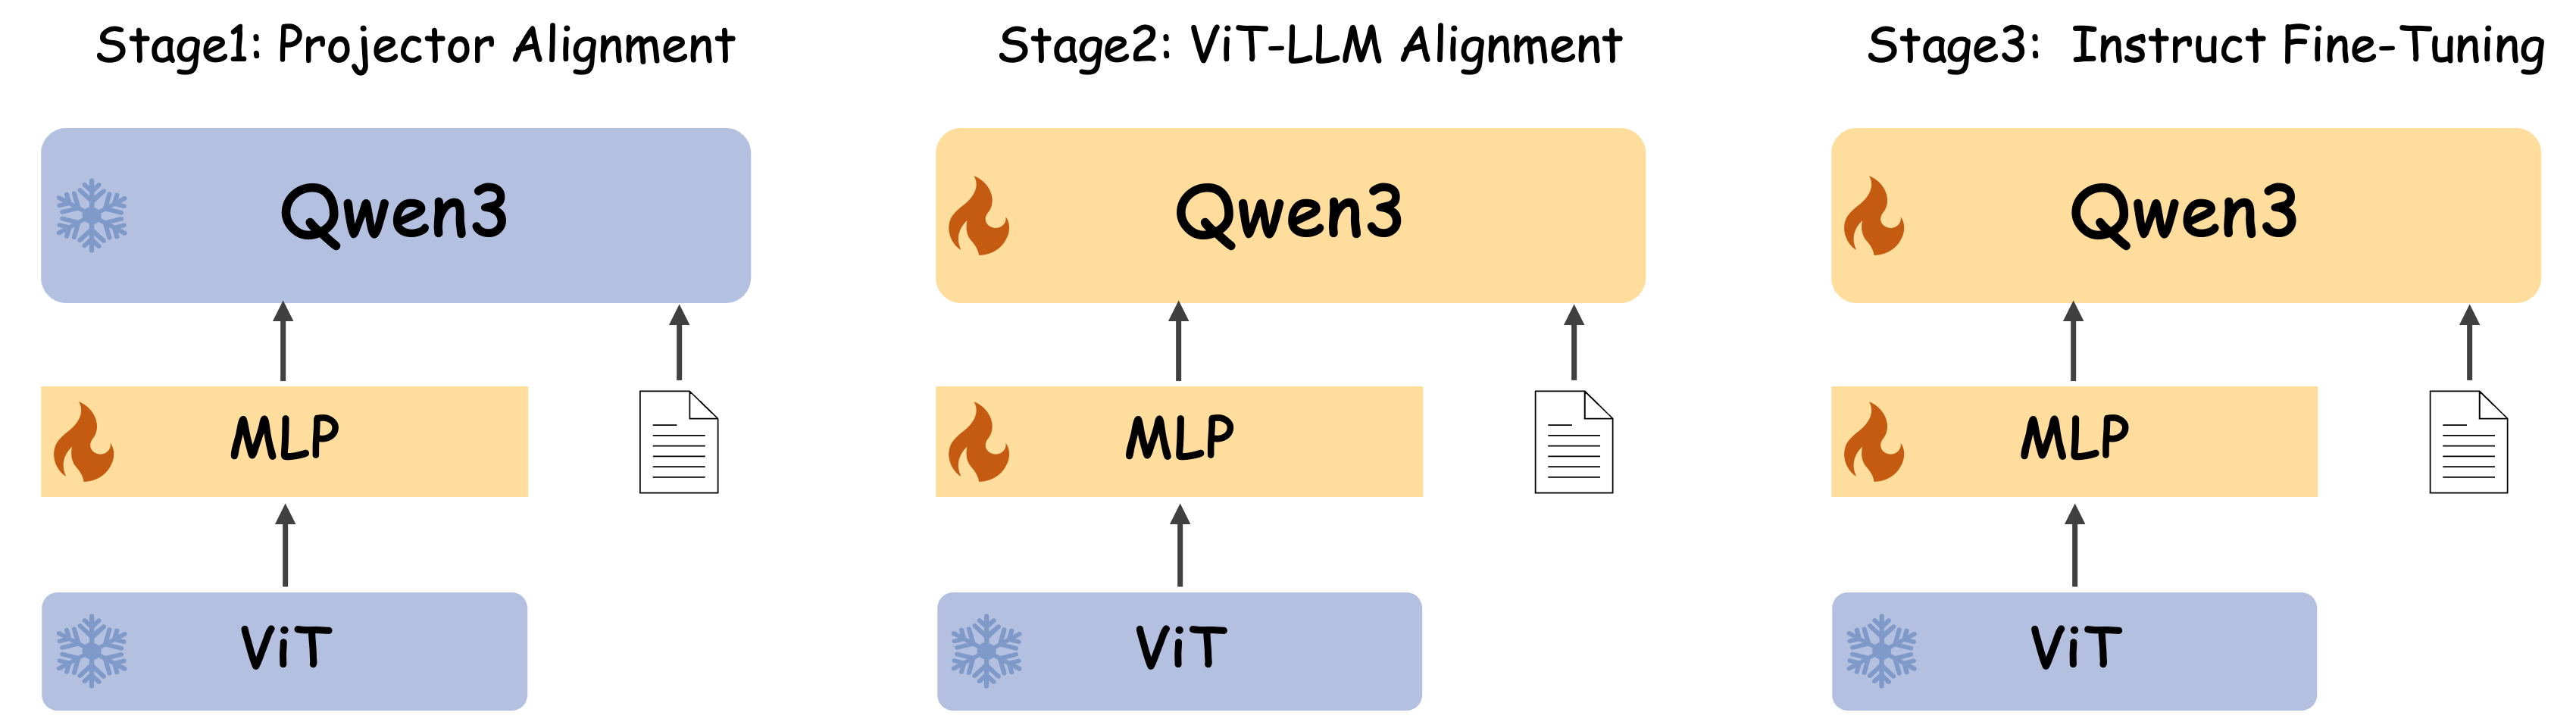 Stage1: Projector Alignment
Qwen3
MLP
ViT
Stage2: ViT-LLM Alignment
Qwen3
MLP
ViT
Stage3: Instruct Fine-Tuning
Qwen3
MLP
ViT